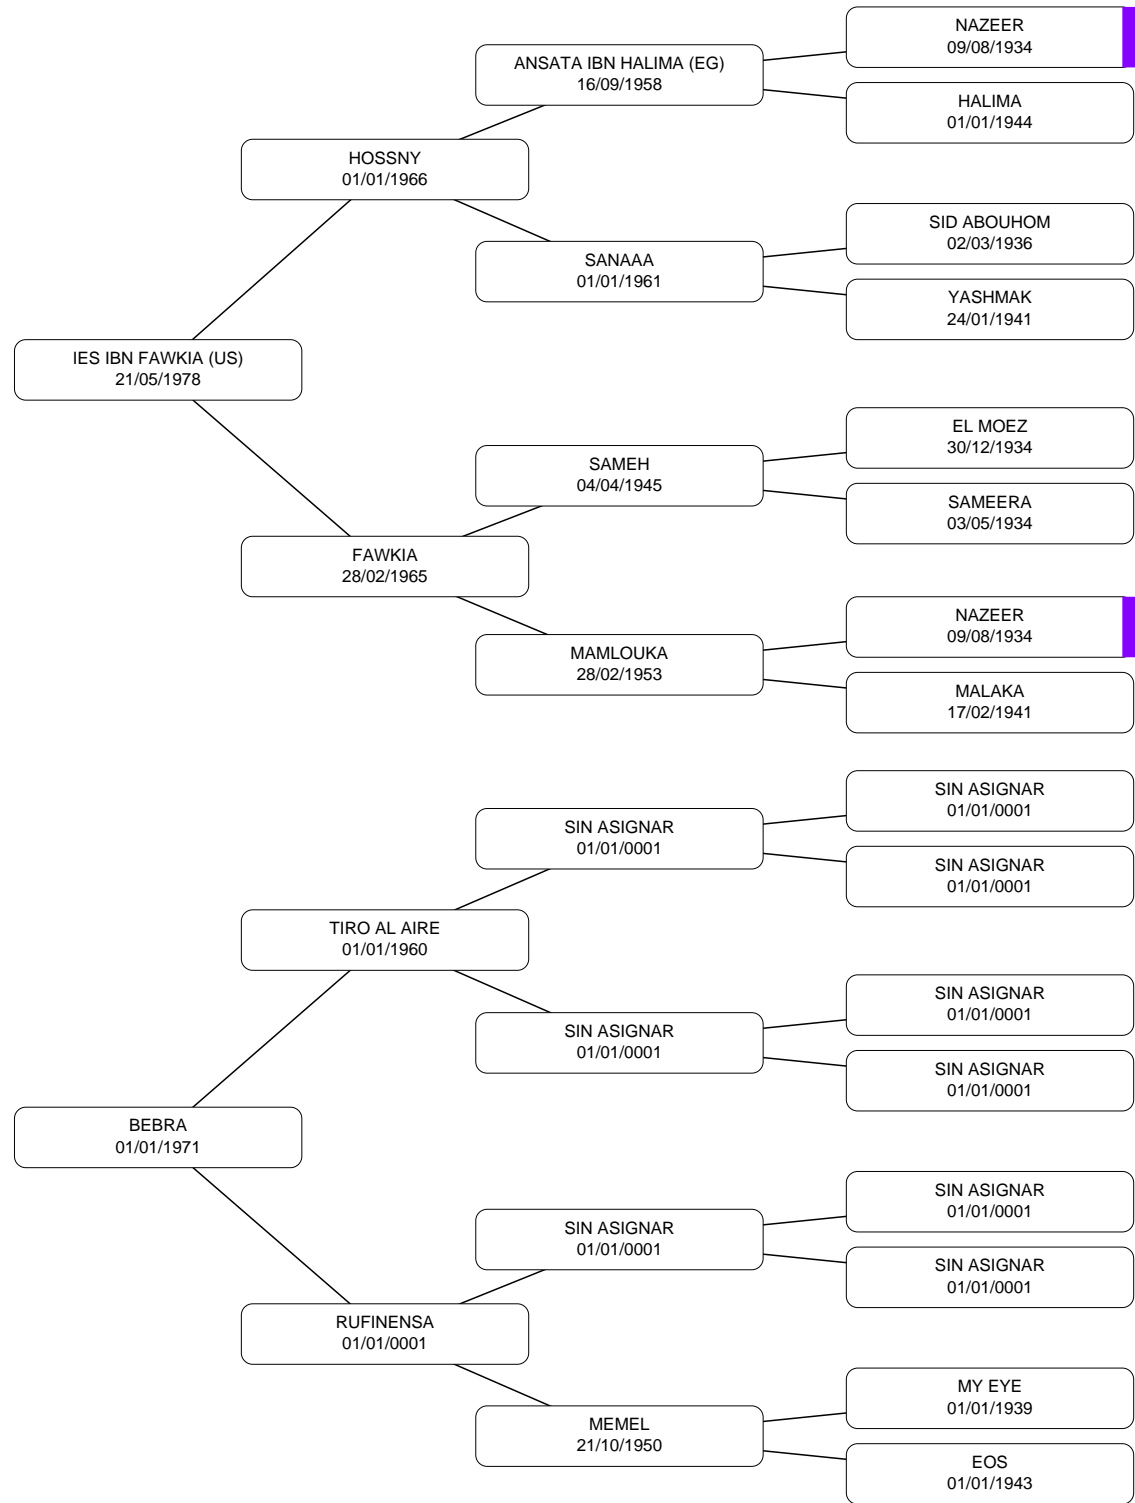 NAZEER
09/08/1934
ANSATA IBN HALIMA (EG)
16/09/1958
HALIMA
01/01/1944
HOSSNY
01/01/1966
SID ABOUHOM
02/03/1936
SANAAA
01/01/1961
YASHMAK
24/01/1941
IES IBN FAWKIA (US)
21/05/1978
EL MOEZ
30/12/1934
SAMEH
04/04/1945
SAMEERA
03/05/1934
FAWKIA
28/02/1965
NAZEER
09/08/1934
MAMLOUKA
28/02/1953
MALAKA
17/02/1941
SIN ASIGNAR
01/01/0001
SIN ASIGNAR
01/01/0001
SIN ASIGNAR
01/01/0001
TIRO AL AIRE
01/01/1960
SIN ASIGNAR
01/01/0001
SIN ASIGNAR
01/01/0001
SIN ASIGNAR
01/01/0001
BEBRA
01/01/1971
SIN ASIGNAR
01/01/0001
SIN ASIGNAR
01/01/0001
SIN ASIGNAR
01/01/0001
RUFINENSA
01/01/0001
MY EYE
01/01/1939
MEMEL
21/10/1950
EOS
01/01/1943